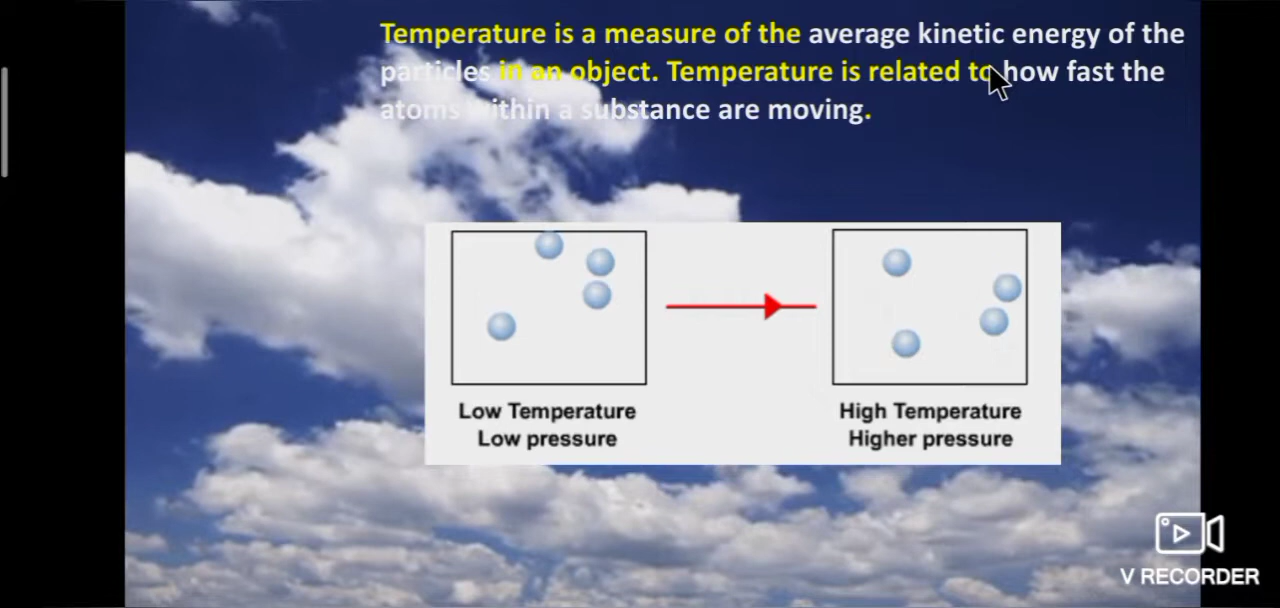 Temperature is a measure of the average kinetic energy of the
particles in an object. Temperature is related to how fast the
atoms within a substance are moving.
Low Temperature
Low pressure
High Temperature
Higher pressure
V RECORDER